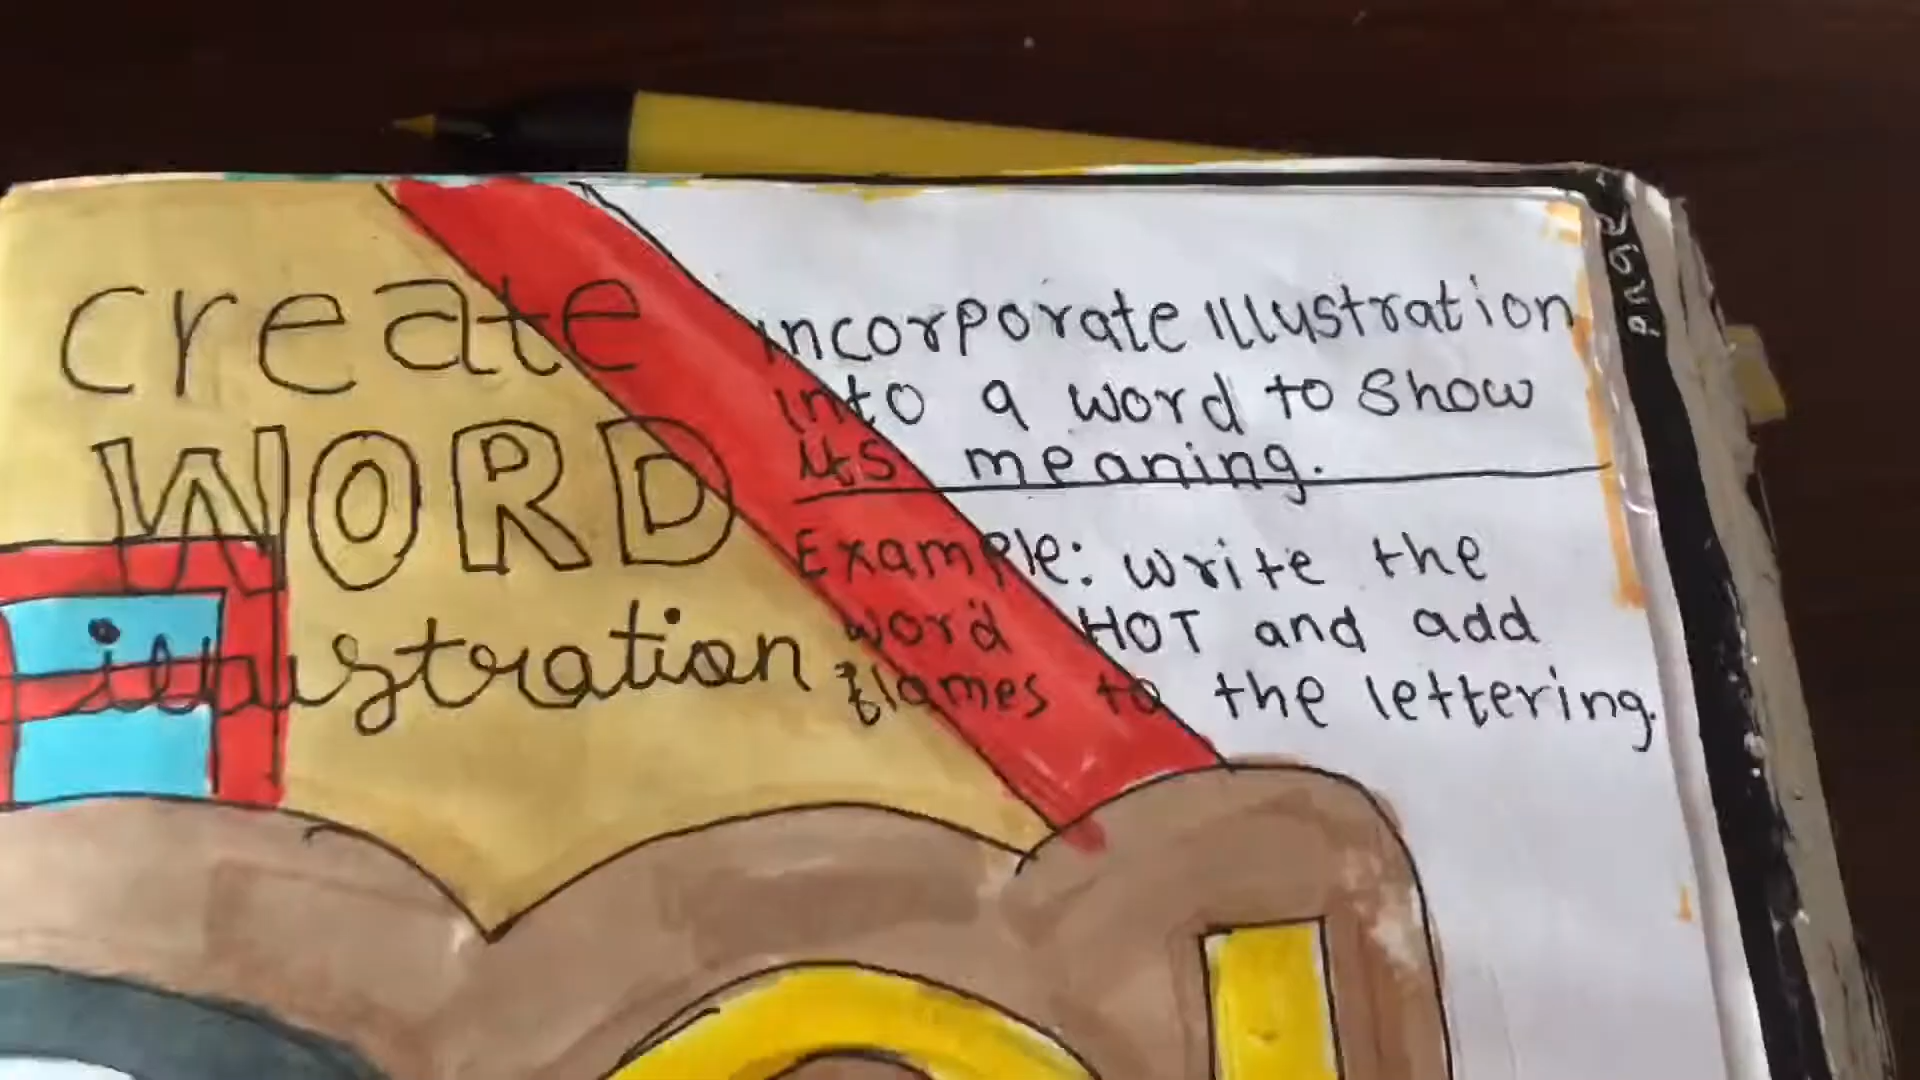 create
WORD
illustration
incorporate illustration
into a word to show
its meaning.
Example: write the
word HOT and add
flames to the lettering.
page